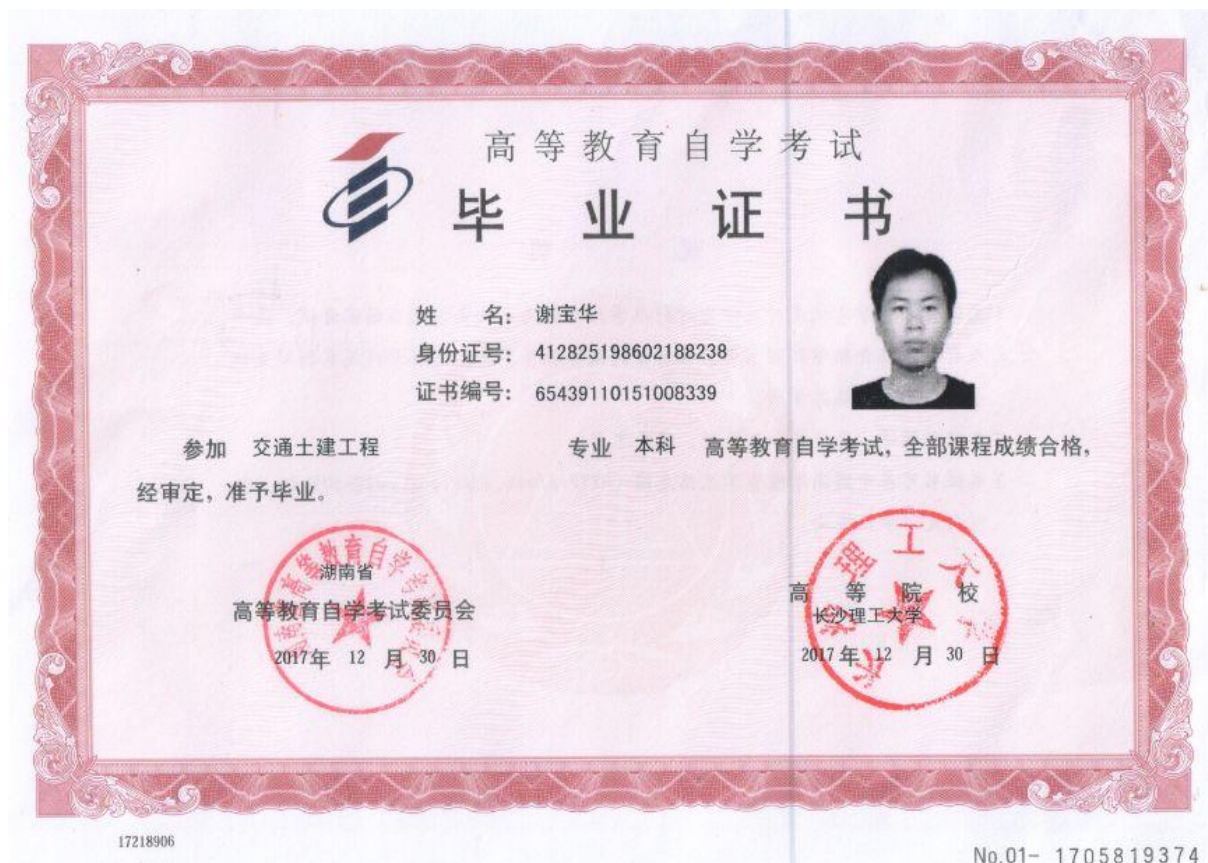 高等教育自学考试
毕业证书
姓 名: 谢宝华
身份证号: 412825198602188238
证书编号: 65439110151008339
参加 交通土建工程 专业 本科 高等教育自学考试, 全部课程成绩合格,
经审定, 准予毕业。
湖南省
高等教育自学考试委员会
2017年 12 月 30 日
高 等 院 校
长沙理工大学
2017年 12 月 30 日
17218906
No.01- 1705819374